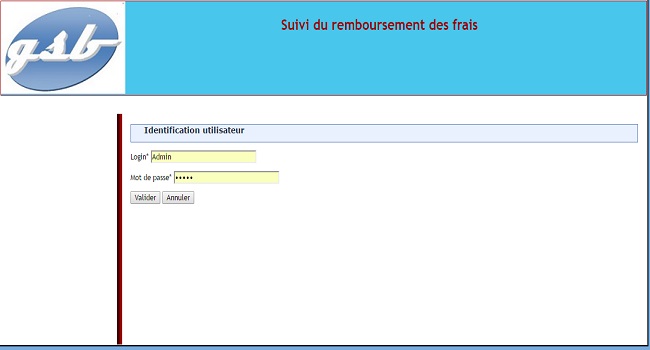 gsb
Suivi du remboursement des frais
Identification utilisateur
Login* Admin
Mot de passe* •••••
Valider Annuler